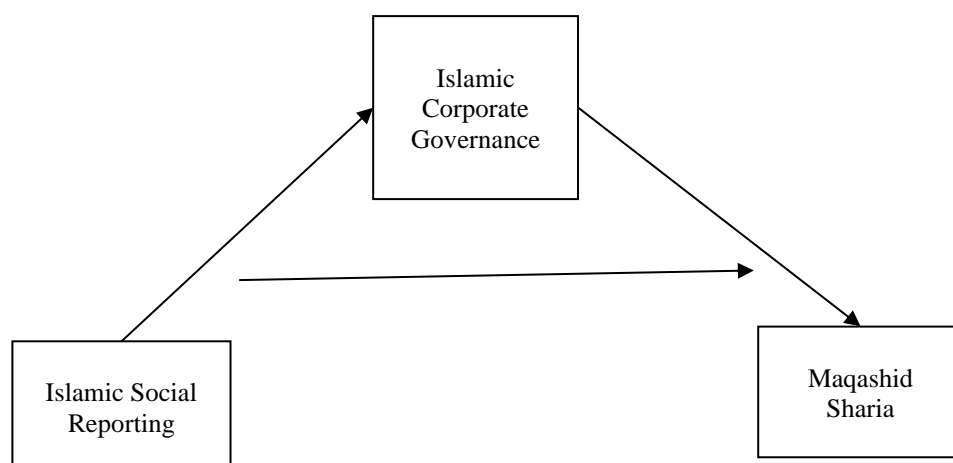 Islamic
Corporate
Governance
Islamic Social
Reporting
Maqashid
Sharia